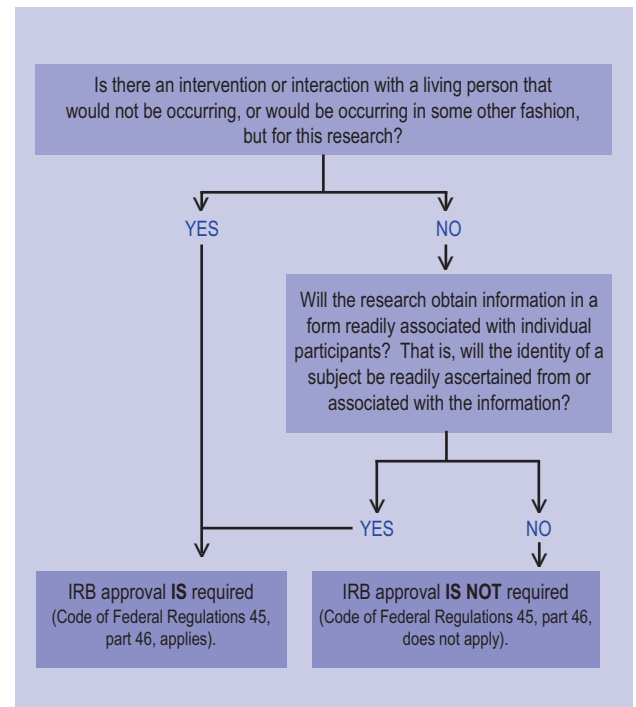 Is there an intervention or interaction with a living person that
would not be occurring, or would be occurring in some other fashion,
but for this research?
YES
NO
Will the research obtain information in a
form readily associated with individual
participants? That is, will the identity of a
subject be readily ascertained from or
associated with the information?
YES
NO
IRB approval IS required
(Code of Federal Regulations 45,
part 46, applies).
IRB approval IS NOT required
(Code of Federal Regulations 45, part 46,
does not apply).